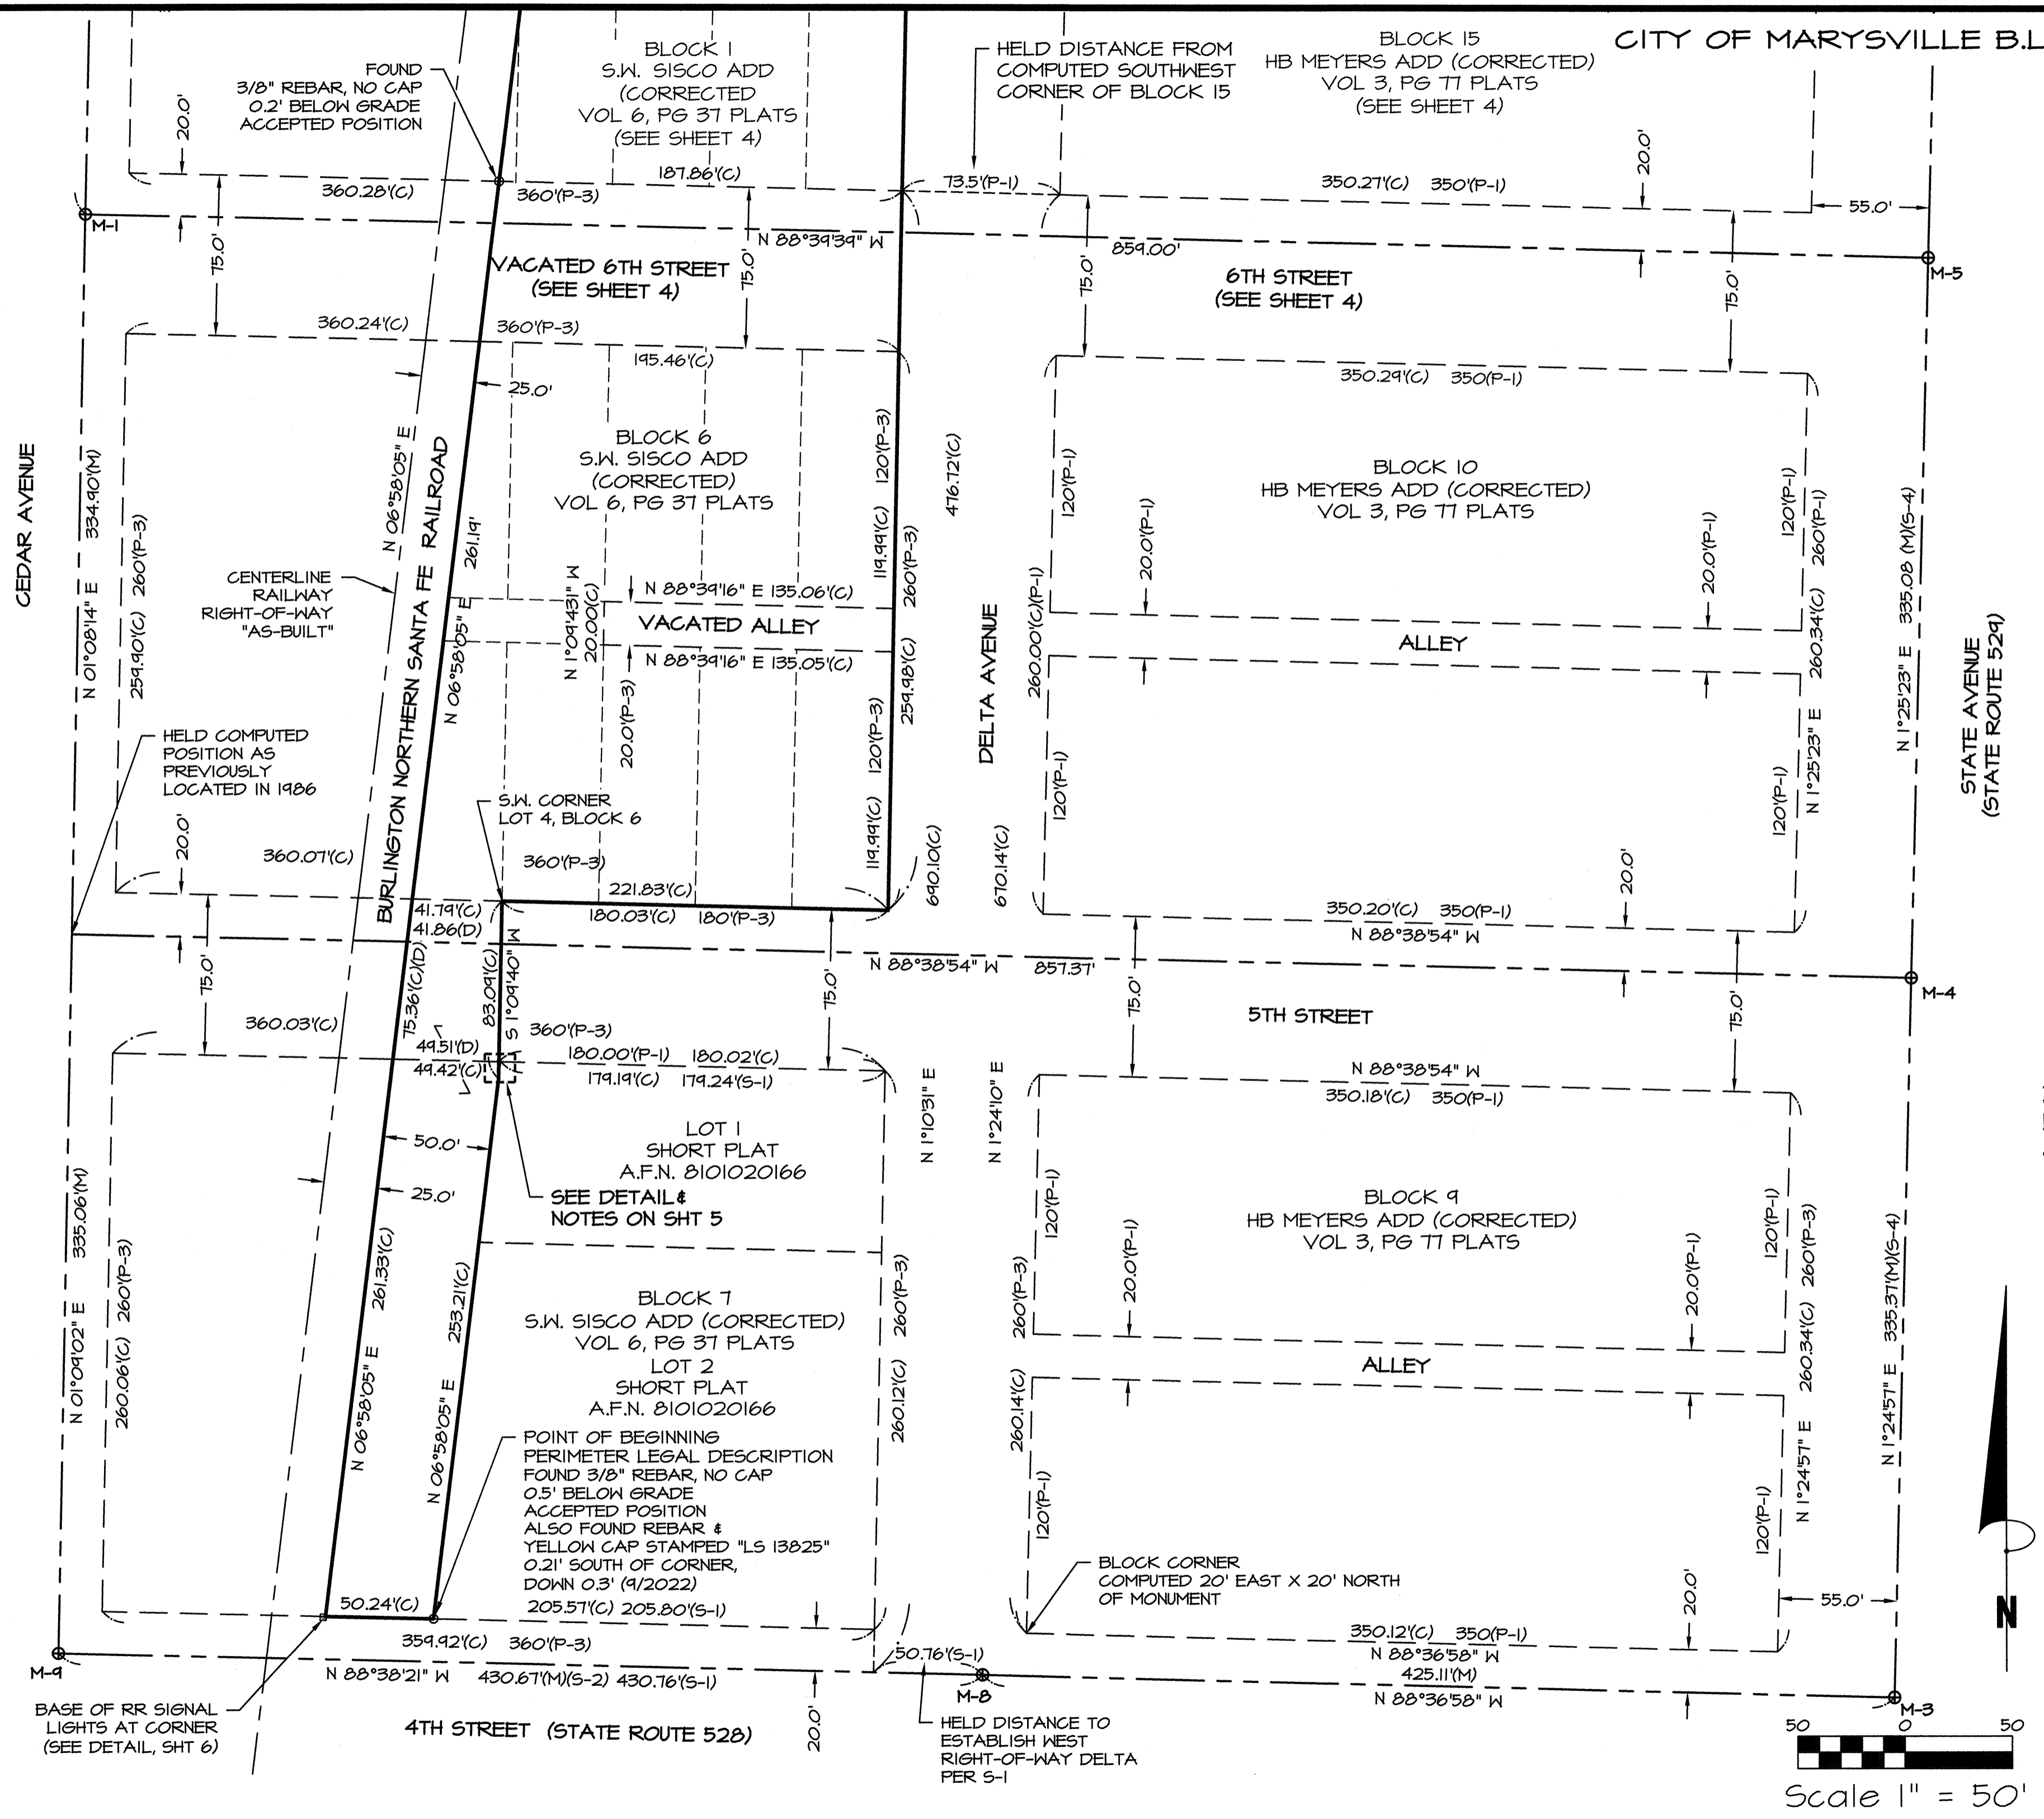 CITY OF MARYSVILLE B.L
BLOCK 1
S.W. SISCO ADD
(CORRECTED
VOL 6, PG 37 PLATS
(SEE SHEET 4)
HELD DISTANCE FROM
COMPUTED SOUTHWEST
CORNER OF BLOCK 15
BLOCK 15
HB MEYERS ADD (CORRECTED)
VOL 3, PG 77 PLATS
(SEE SHEET 4)
FOUND
3/8" REBAR, NO CAP
0.2' BELOW GRADE
ACCEPTED POSITION
20.0'
20.0'
360.28'(C)
360'(P-3)
187.86'(C)
73.5'(P-1)
350.27'(C) 350'(P-1)
55.0'
M-1
N 88°39'39" W
859.00'
M-5
75.0'
75.0'
75.0'
75.0'
VACATED 6TH STREET
(SEE SHEET 4)
6TH STREET
(SEE SHEET 4)
360.24'(C)
360'(P-3)
195.46'(C)
350.29'(C) 350(P-1)
25.0'
CEDAR AVENUE
N 01°08'14" E 334.90'(M)
259.90'(C) 260'(P-3)
N 06°58'05" E
BURLINGTON NORTHERN SANTA FE RAILROAD
261.19'
N 06°58'05" E
BLOCK 6
S.W. SISCO ADD
(CORRECTED)
VOL 6, PG 37 PLATS
119.99'(C) 120'(P-3)
259.98'(C) 260'(P-3)
476.72'(C)
120'(P-1)
BLOCK 10
HB MEYERS ADD (CORRECTED)
VOL 3, PG 77 PLATS
20.0'(P-1)
20.0'(P-1)
120'(P-1)
260.34'(C) 260'(P-1)
N 1°25'23" E 335.08 (M)(S-4)
CENTERLINE
RAILWAY
RIGHT-OF-WAY
"AS-BUILT"
N 1°09'43" W
20.00'(C)
N 88°39'16" E 135.06'(C)
VACATED ALLEY
N 88°39'16" E 135.05'(C)
20.0'(P-3)
DELTA AVENUE
260.00'(C)(P-1)
ALLEY
STATE AVENUE
(STATE ROUTE 529)
HELD COMPUTED
POSITION AS
PREVIOUSLY
LOCATED IN 1986
S.W. CORNER
LOT 4, BLOCK 6
119.99'(C) 120'(P-3)
120'(P-1)
120'(P-1)
N 1°25'23" E
20.0'
360.07'(C)
360'(P-3)
690.10(C)
670.14'(C)
20.0'
41.79'(C)
41.86(D)
221.83'(C)
180.03'(C) 180'(P-3)
350.20'(C) 350(P-1)
N 88°38'54" W
N 88°38'54" W 857.37'
M-4
75.0'
75.36'(C)(D)
83.09'(C)
S 1°09'40" W
75.0'
75.0'
75.0'
5TH STREET
360.03'(C)
360'(P-3)
49.51'(D)
49.42'(C)
180.00'(P-1) 180.02'(C)
179.19'(C) 179.24'(S-1)
N 88°38'54" W
350.18'(C) 350(P-1)
50.0'
25.0'
LOT 1
SHORT PLAT
A.F.N. 8101020166
SEE DETAIL &
NOTES ON SHT 5
N 1°10'31" E
N 1°24'10" E
N 01°09'02" E 335.06'(M)
260.06'(C) 260'(P-3)
N 06°58'05" E 261.33'(C)
N 06°58'05" E 253.21'(C)
BLOCK 7
S.W. SISCO ADD (CORRECTED)
VOL 6, PG 37 PLATS
LOT 2
SHORT PLAT
A.F.N. 8101020166
260.12'(C) 260'(P-3)
260.14'(C) 260'(P-3)
120'(P-1)
BLOCK 9
HB MEYERS ADD (CORRECTED)
VOL 3, PG 77 PLATS
20.0'(P-1)
20.0'(P-1)
120'(P-1)
N 1°24'57" E 260.34'(C) 260'(P-3)
N 1°24'57" E 335.37'(M)(S-4)
ALLEY
120'(P-1)
120'(P-1)
POINT OF BEGINNING
PERIMETER LEGAL DESCRIPTION
FOUND 3/8" REBAR, NO CAP
0.5' BELOW GRADE
ACCEPTED POSITION
ALSO FOUND REBAR &
YELLOW CAP STAMPED "LS 13825"
0.21' SOUTH OF CORNER,
DOWN 0.3' (9/2022)
BLOCK CORNER
COMPUTED 20' EAST X 20' NORTH
OF MONUMENT
50.24'(C)
205.57'(C) 205.80'(S-1)
20.0'
55.0'
359.92'(C) 360'(P-3)
350.12'(C) 350(P-1)
N 88°36'58" W
M-9
N 88°38'21" W 430.67'(M)(S-2) 430.76'(S-1)
50.76'(S-1)
M-8
425.11'(M)
N 88°36'58" W
M-3
BASE OF RR SIGNAL
LIGHTS AT CORNER
(SEE DETAIL, SHT 6)
4TH STREET (STATE ROUTE 528)
20.0'
HELD DISTANCE TO
ESTABLISH WEST
RIGHT-OF-WAY DELTA
PER S-1
N
50 0 50
Scale 1" = 50'